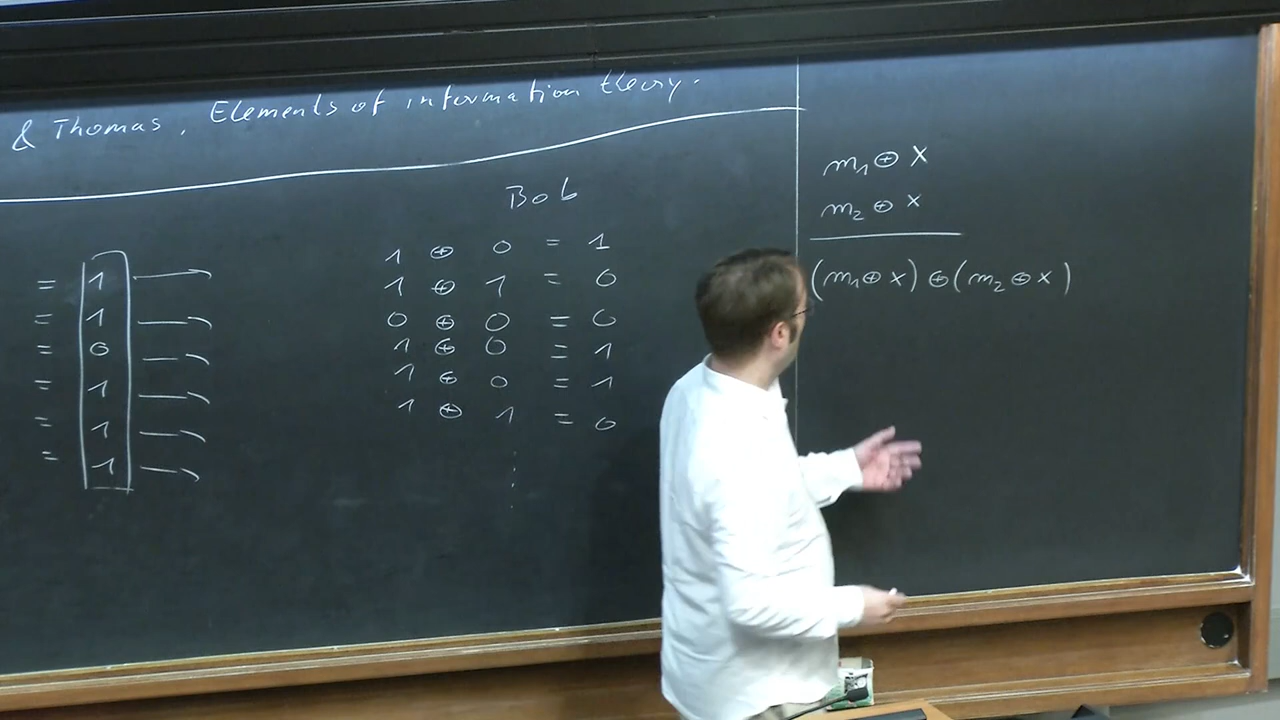 & Thomas, Elements of information theory.
Bob
= 1 →
= 1 →
= 0 →
= 1 →
= 1 →
= 1 →
1 ⊕ 0 = 1
1 ⊕ 1 = 0
0 ⊕ 0 = 0
1 ⊕ 0 = 1
1 ⊕ 0 = 1
1 ⊕ 1 = 0
⋮
m₁ ⊕ x
m₂ ⊕ x
(m₁ ⊕ x) ⊕ (m₂ ⊕ x)